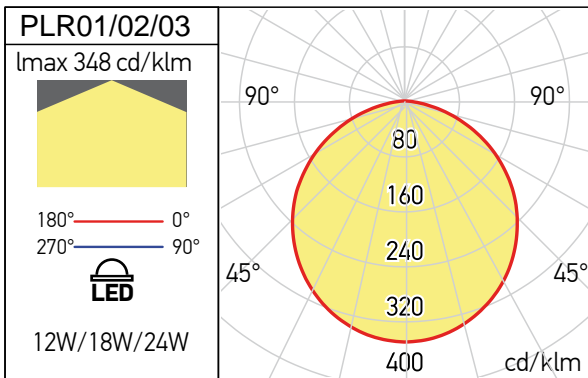 PLR01/02/03
Imax 348 cd/klm
180° 0°
270° 90°
LED
12W/18W/24W
90° 90°
80
160
240
45° 45°
320
400 cd/klm